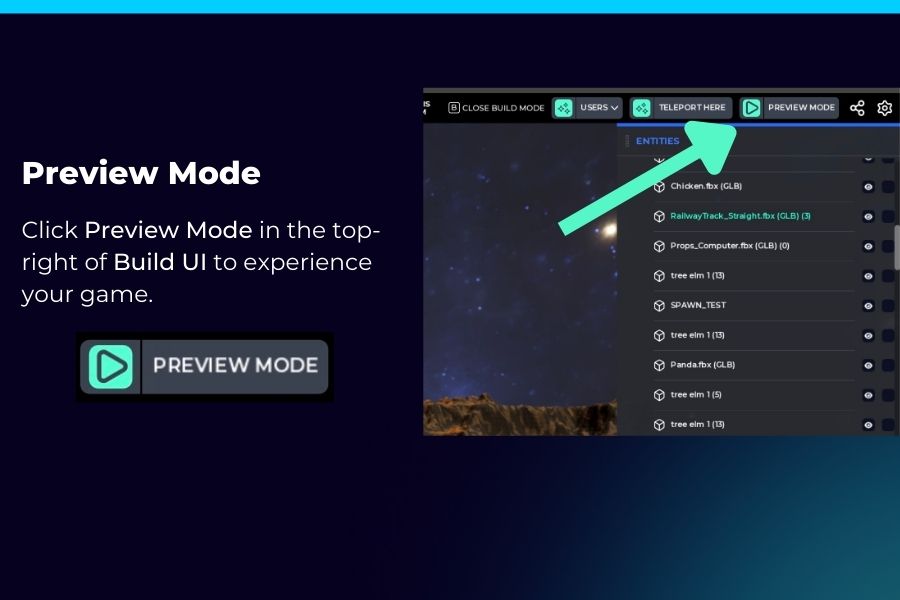 Preview Mode
Click Preview Mode in the top-
right of Build UI to experience
your game.
PREVIEW MODE
B CLOSE BUILD MODE
USERS
TELEPORT HERE
PREVIEW MODE
ENTITIES
Chicken.fbx (GLB)
RailwayTrack_Straight.fbx (GLB) (3)
Props_Computer.fbx (GLB) (0)
tree elm 1 (13)
SPAWN_TEST
tree elm 1 (13)
Panda.fbx (GLB)
tree elm 1 (5)
tree elm 1 (13)